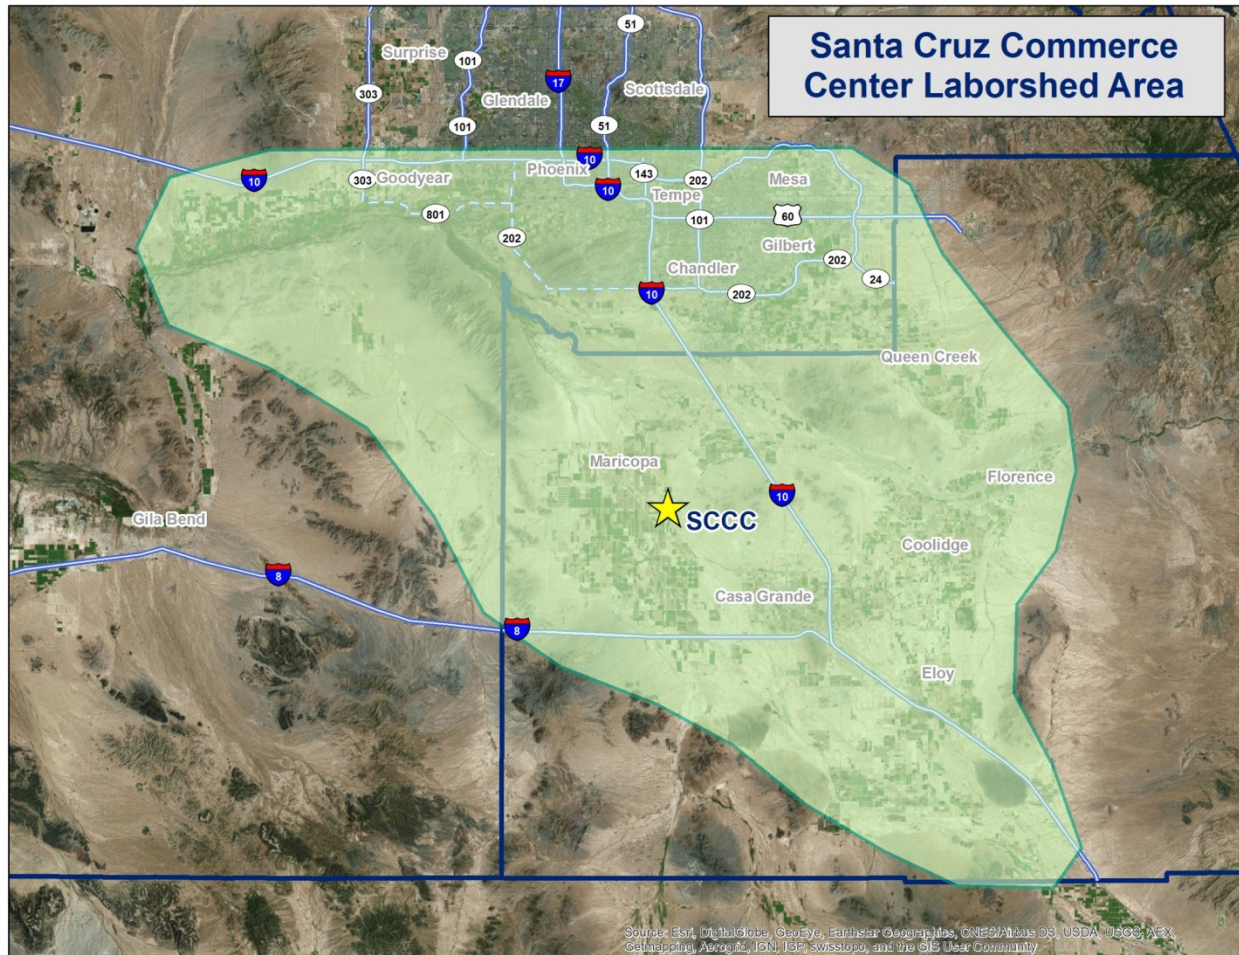 Santa Cruz Commerce
Center Laborshed Area
51
Surprise
101
17
303
Glendale
Scottsdale
101
51
10
10
303
Goodyear
Phoenix
10
143
202
Mesa
Tempe
801
101
60
202
Gilbert
202
Chandler
24
10
202
Queen Creek
Maricopa
Florence
10
SCCC
Gila Bend
Coolidge
8
Casa Grande
8
Eloy
Source: Esri, DigitalGlobe, GeoEye, Earthstar Geographics, CNES/Airbus DS, USDA, USGS, AEX,
Getmapping, Aerogrid, IGN, IGP, swisstopo, and the GIS User Community